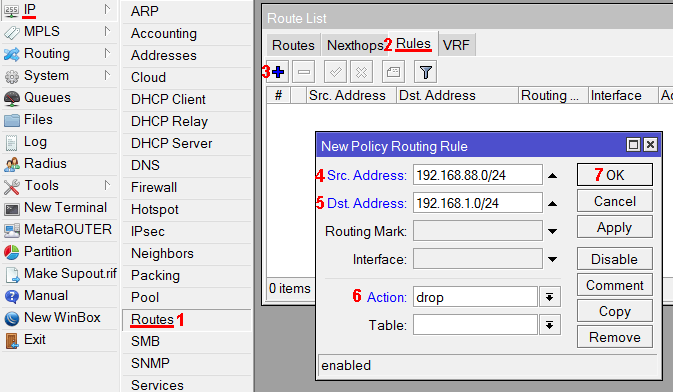 IP
MPLS
Routing
System
Queues
Files
Log
Radius
Tools
New Terminal
MetaROUTER
Partition
Make Supout.rif
Manual
New WinBox
Exit
ARP
Accounting
Addresses
Cloud
DHCP Client
DHCP Relay
DHCP Server
DNS
Firewall
Hotspot
IPsec
Neighbors
Packing
Pool
Routes 1
SMB
SNMP
Services
Route List
Routes Nexthops 2 Rules VRF
3
# Src. Address Dst. Address Routing ... Interface Ac
0 items
New Policy Routing Rule
4 Src. Address: 192.168.88.0/24
5 Dst. Address: 192.168.1.0/24
Routing Mark:
Interface:
6 Action: drop
Table:
7 OK
Cancel
Apply
Disable
Comment
Copy
Remove
enabled